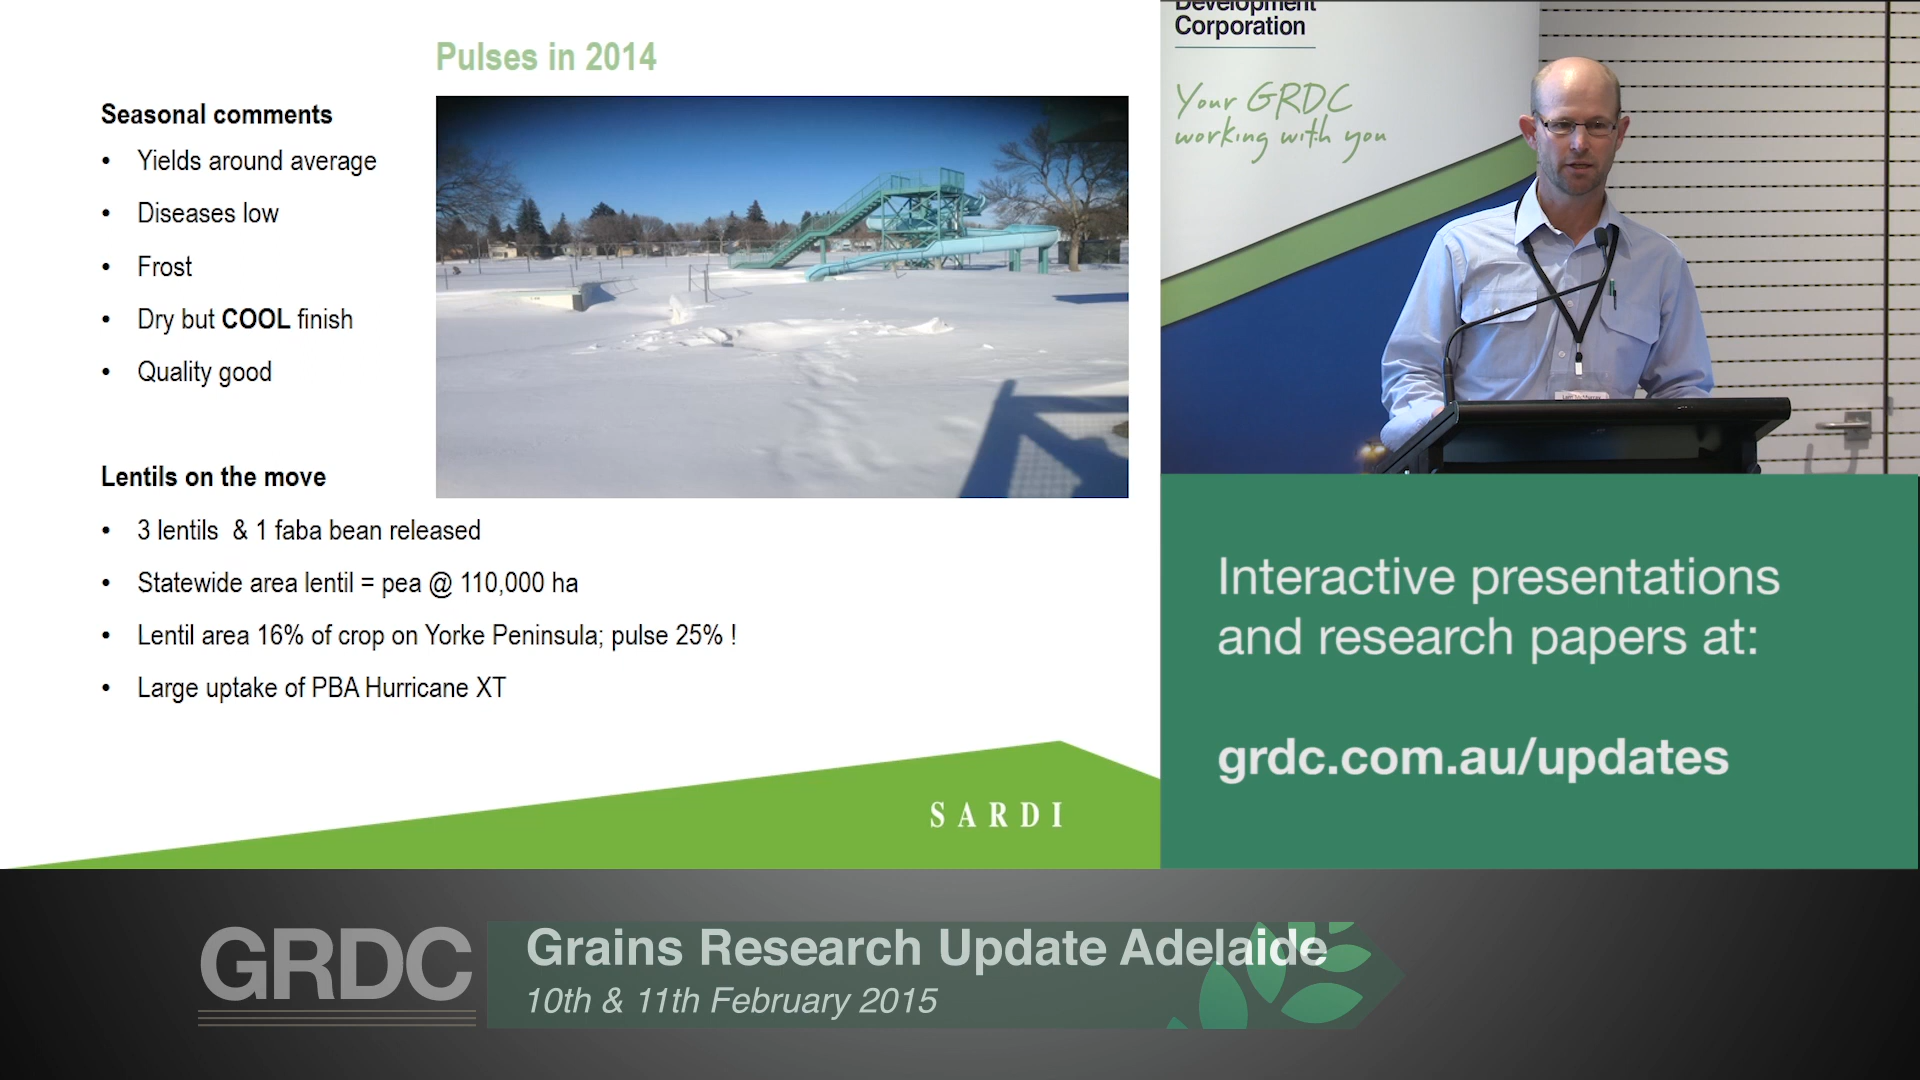 Pulses in 2014
Seasonal comments
• Yields around average
• Diseases low
• Frost
• Dry but COOL finish
• Quality good
Lentils on the move
• 3 lentils & 1 faba bean released
• Statewide area lentil = pea @ 110,000 ha
• Lentil area 16% of crop on Yorke Peninsula; pulse 25% !
• Large uptake of PBA Hurricane XT
SARDI
Development
Corporation
Your GRDC
working with you
Interactive presentations
and research papers at:
grdc.com.au/updates
GRDC
Grains Research Update Adelaide
10th & 11th February 2015